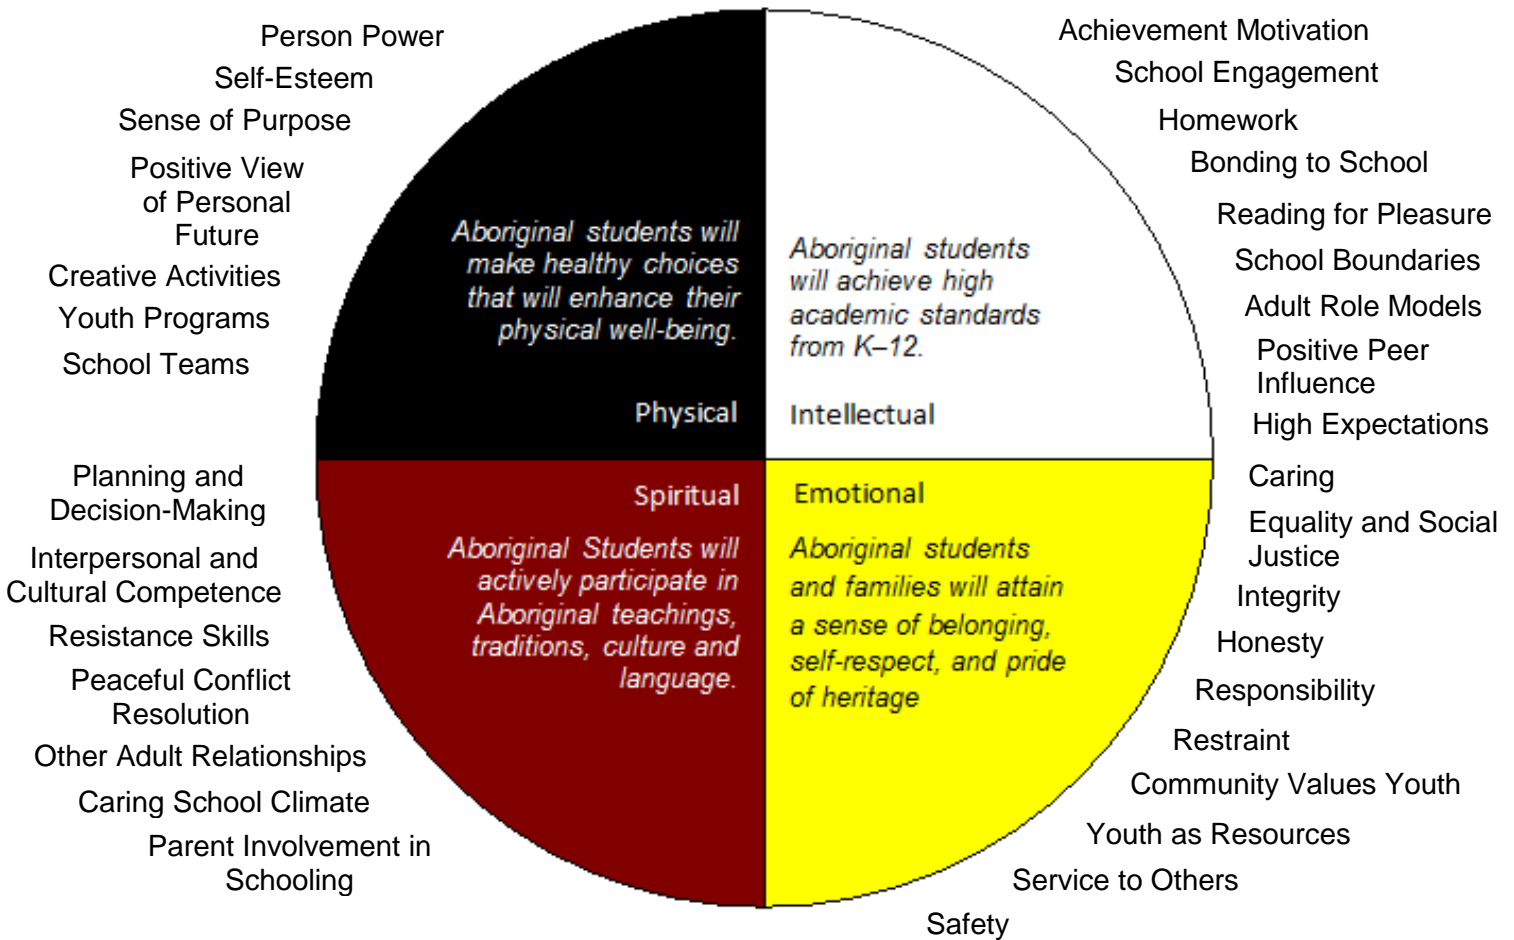 Person Power
Self-Esteem
Sense of Purpose
Positive View
of Personal
Future
Creative Activities
Youth Programs
School Teams
Aboriginal students will
make healthy choices
that will enhance their
physical well-being.
Physical
Aboriginal students
will achieve high
academic standards
from K–12.
Intellectual
Achievement Motivation
School Engagement
Homework
Bonding to School
Reading for Pleasure
School Boundaries
Adult Role Models
Positive Peer
Influence
High Expectations
Planning and
Decision-Making
Interpersonal and
Cultural Competence
Resistance Skills
Peaceful Conflict
Resolution
Other Adult Relationships
Caring School Climate
Parent Involvement in
Schooling
Spiritual
Aboriginal Students will
actively participate in
Aboriginal teachings,
traditions, culture and
language.
Emotional
Aboriginal students
and families will attain
a sense of belonging,
self-respect, and pride
of heritage
Caring
Equality and Social
Justice
Integrity
Honesty
Responsibility
Restraint
Community Values Youth
Youth as Resources
Service to Others
Safety